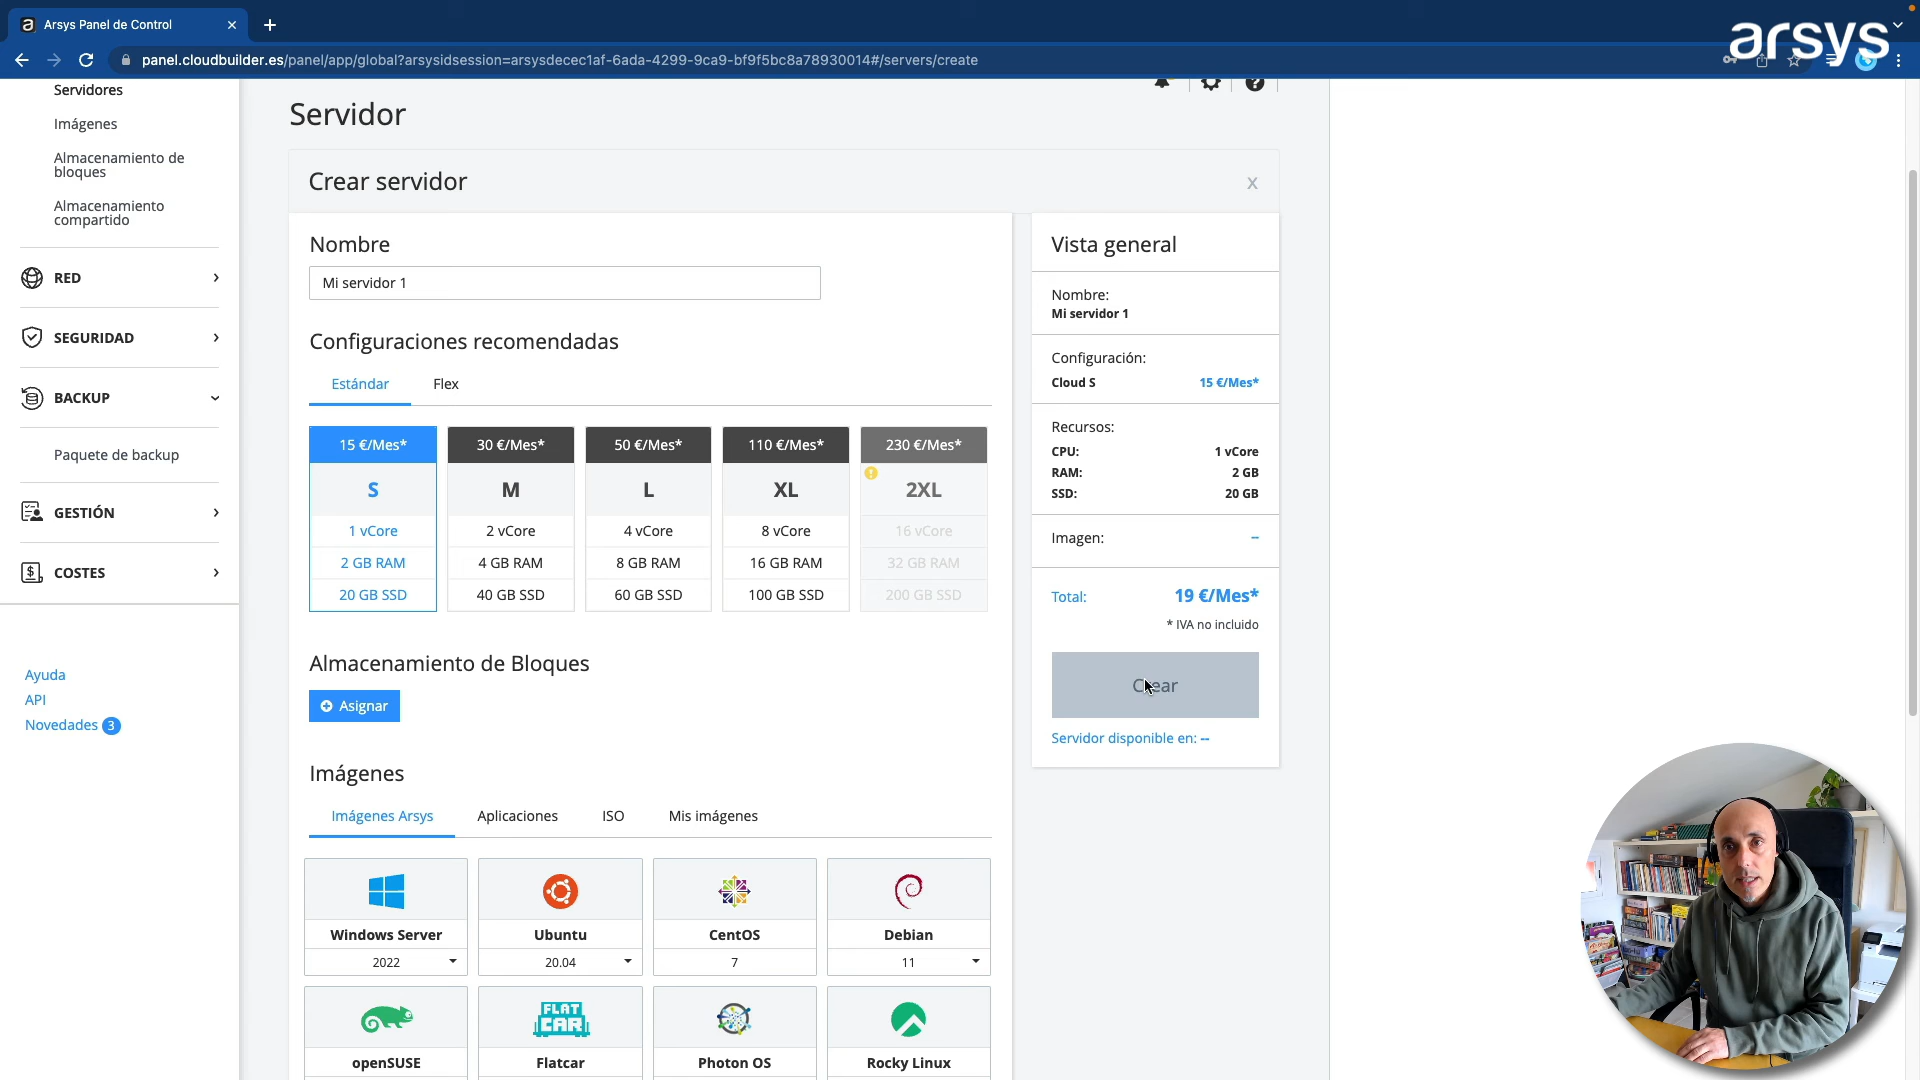 Arsys Panel de Control
arsys
panel.cloudbuilder.es/panel/app/global?arsysidsession=arsysdecec1af-6ada-4299-9ca9-bf9f5bc8a78930014#/servers/create
Servidores
Imágenes
Almacenamiento de
bloques
Almacenamiento
compartido
RED
SEGURIDAD
BACKUP
Paquete de backup
GESTIÓN
COSTES
Ayuda
API
Novedades 3
Servidor
Crear servidor
x
Nombre
Mi servidor 1
Configuraciones recomendadas
Estándar Flex
15 €/Mes* 30 €/Mes* 50 €/Mes* 110 €/Mes* 230 €/Mes*
S M L XL 2XL
1 vCore 2 vCore 4 vCore 8 vCore 16 vCore
2 GB RAM 4 GB RAM 8 GB RAM 16 GB RAM 32 GB RAM
20 GB SSD 40 GB SSD 60 GB SSD 100 GB SSD 200 GB SSD
Almacenamiento de Bloques
Asignar
Imágenes
Imágenes Arsys Aplicaciones ISO Mis imágenes
Windows Server Ubuntu CentOS Debian
2022 20.04 7 11
FLAT
CAR
openSUSE Flatcar Photon OS Rocky Linux
Vista general
Nombre:
Mi servidor 1
Configuración:
Cloud S 15 €/Mes*
Recursos:
CPU: 1 vCore
RAM: 2 GB
SSD: 20 GB
Imagen: --
Total: 19 €/Mes*
* IVA no incluido
Crear
Servidor disponible en: --